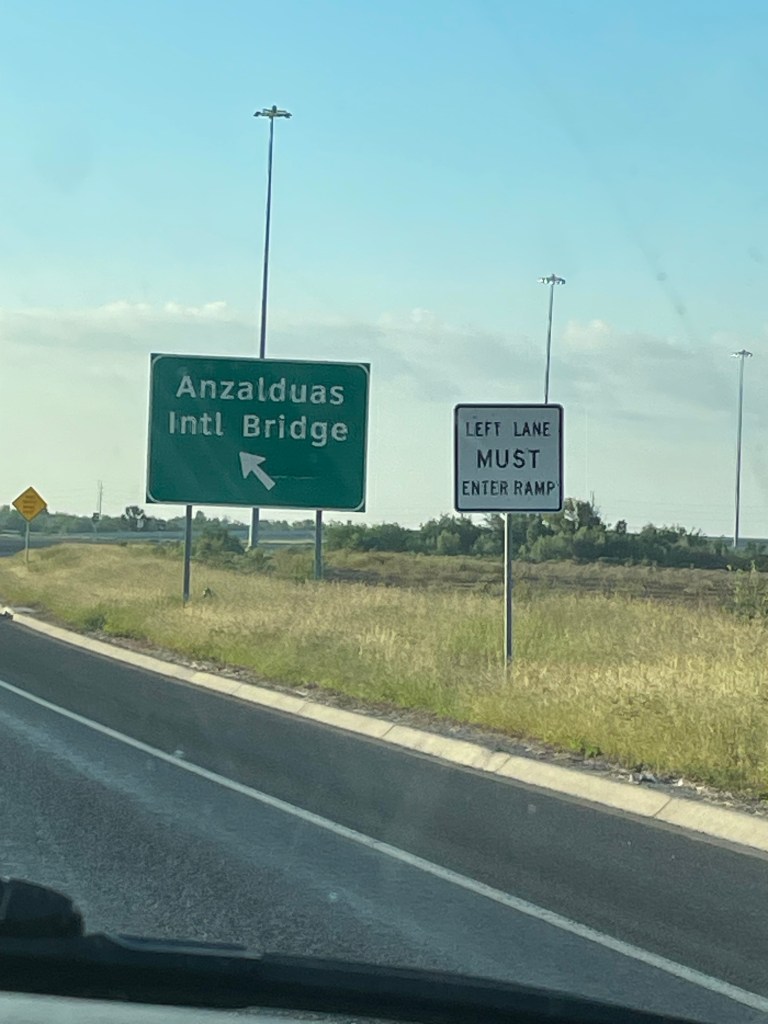 Anzalduas
Intl Bridge
LEFT LANE
MUST
ENTER RAMP